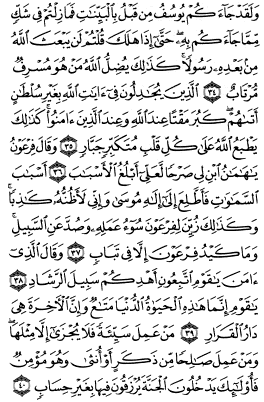 وَلَقَدْ جَآءَكُمْ يُوسُفُ مِن قَبْلُ بِٱلْبَيِّنَٰتِ فَمَازِلْتُمْ فِى شَكٍّ
مِّمَّا جَآءَكُم بِهِۦ حَتَّىٰٓ إِذَا هَلَكَ قُلْتُمْ لَن يَبْعَثَ ٱللَّهُ
مِنۢ بَعْدِهِۦ رَسُولًا كَذَٰلِكَ يُضِلُّ ٱللَّهُ مَنْ هُوَ مُسْرِفٌ
مُّرْتَابٌ ٣٤ ٱلَّذِينَ يُجَٰدِلُونَ فِىٓ ءَايَٰتِ ٱللَّهِ بِغَيْرِ سُلْطَٰنٍ
أَتَىٰهُمْ كَبُرَ مَقْتًا عِندَ ٱللَّهِ وَعِندَ ٱلَّذِينَ ءَامَنُوا۟ كَذَٰلِكَ
يَطْبَعُ ٱللَّهُ عَلَىٰ كُلِّ قَلْبِ مُتَكَبِّرٍ جَبَّارٍ ٣٥ وَقَالَ فِرْعَوْنُ
يَٰهَٰمَٰنُ ٱبْنِ لِى صَرْحًا لَّعَلِّىٓ أَبْلُغُ ٱلْأَسْبَٰبَ ٣٦ أَسْبَٰبَ
ٱلسَّمَٰوَٰتِ فَأَطَّلِعَ إِلَىٰٓ إِلَٰهِ مُوسَىٰ وَإِنِّى لَأَظُنُّهُۥ كَٰذِبًا
وَكَذَٰلِكَ زُيِّنَ لِفِرْعَوْنَ سُوٓءُ عَمَلِهِۦ وَصُدَّ عَنِ ٱلسَّبِيلِ
وَمَا كَيْدُ فِرْعَوْنَ إِلَّا فِى تَبَابٍ ٣٧ وَقَالَ ٱلَّذِىٓ
ءَامَنَ يَٰقَوْمِ ٱتَّبِعُونِ أَهْدِكُمْ سَبِيلَ ٱلرَّشَادِ ٣٨
يَٰقَوْمِ إِنَّمَا هَٰذِهِ ٱلْحَيَوٰةُ ٱلدُّنْيَا مَتَٰعٌ وَإِنَّ ٱلْءَاخِرَةَ هِىَ
دَارُ ٱلْقَرَارِ ٣٩ مَنْ عَمِلَ سَيِّئَةً فَلَا يُجْزَىٰٓ إِلَّا مِثْلَهَا
وَمَنْ عَمِلَ صَٰلِحًا مِّن ذَكَرٍ أَوْ أُنثَىٰ وَهُوَ مُؤْمِنٌ
فَأُو۟لَٰٓئِكَ يَدْخُلُونَ ٱلْجَنَّةَ يُرْزَقُونَ فِيهَا بِغَيْرِ حِسَابٍ ٤٠